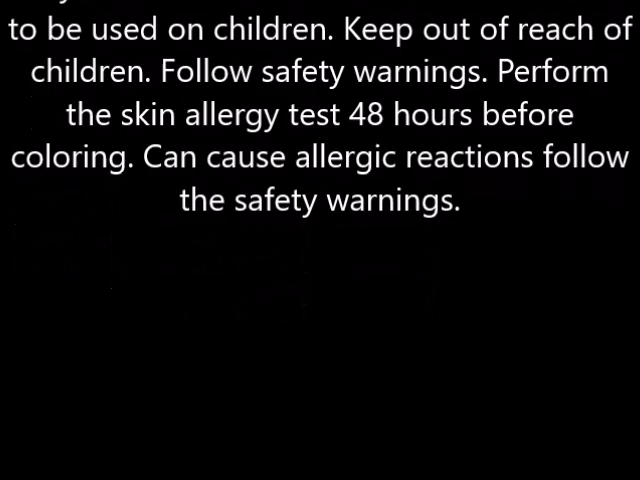 to be used on children. Keep out of reach of
children. Follow safety warnings. Perform
the skin allergy test 48 hours before
coloring. Can cause allergic reactions follow
the safety warnings.